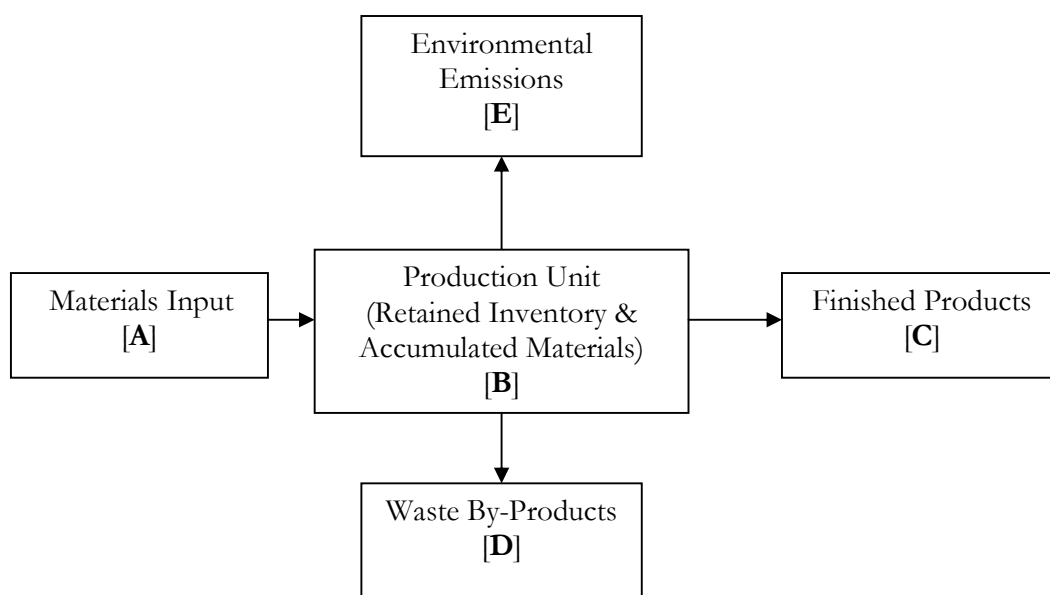 Environmental
Emissions
[E]
Materials Input
[A]
Production Unit
(Retained Inventory &
Accumulated Materials)
[B]
Finished Products
[C]
Waste By-Products
[D]